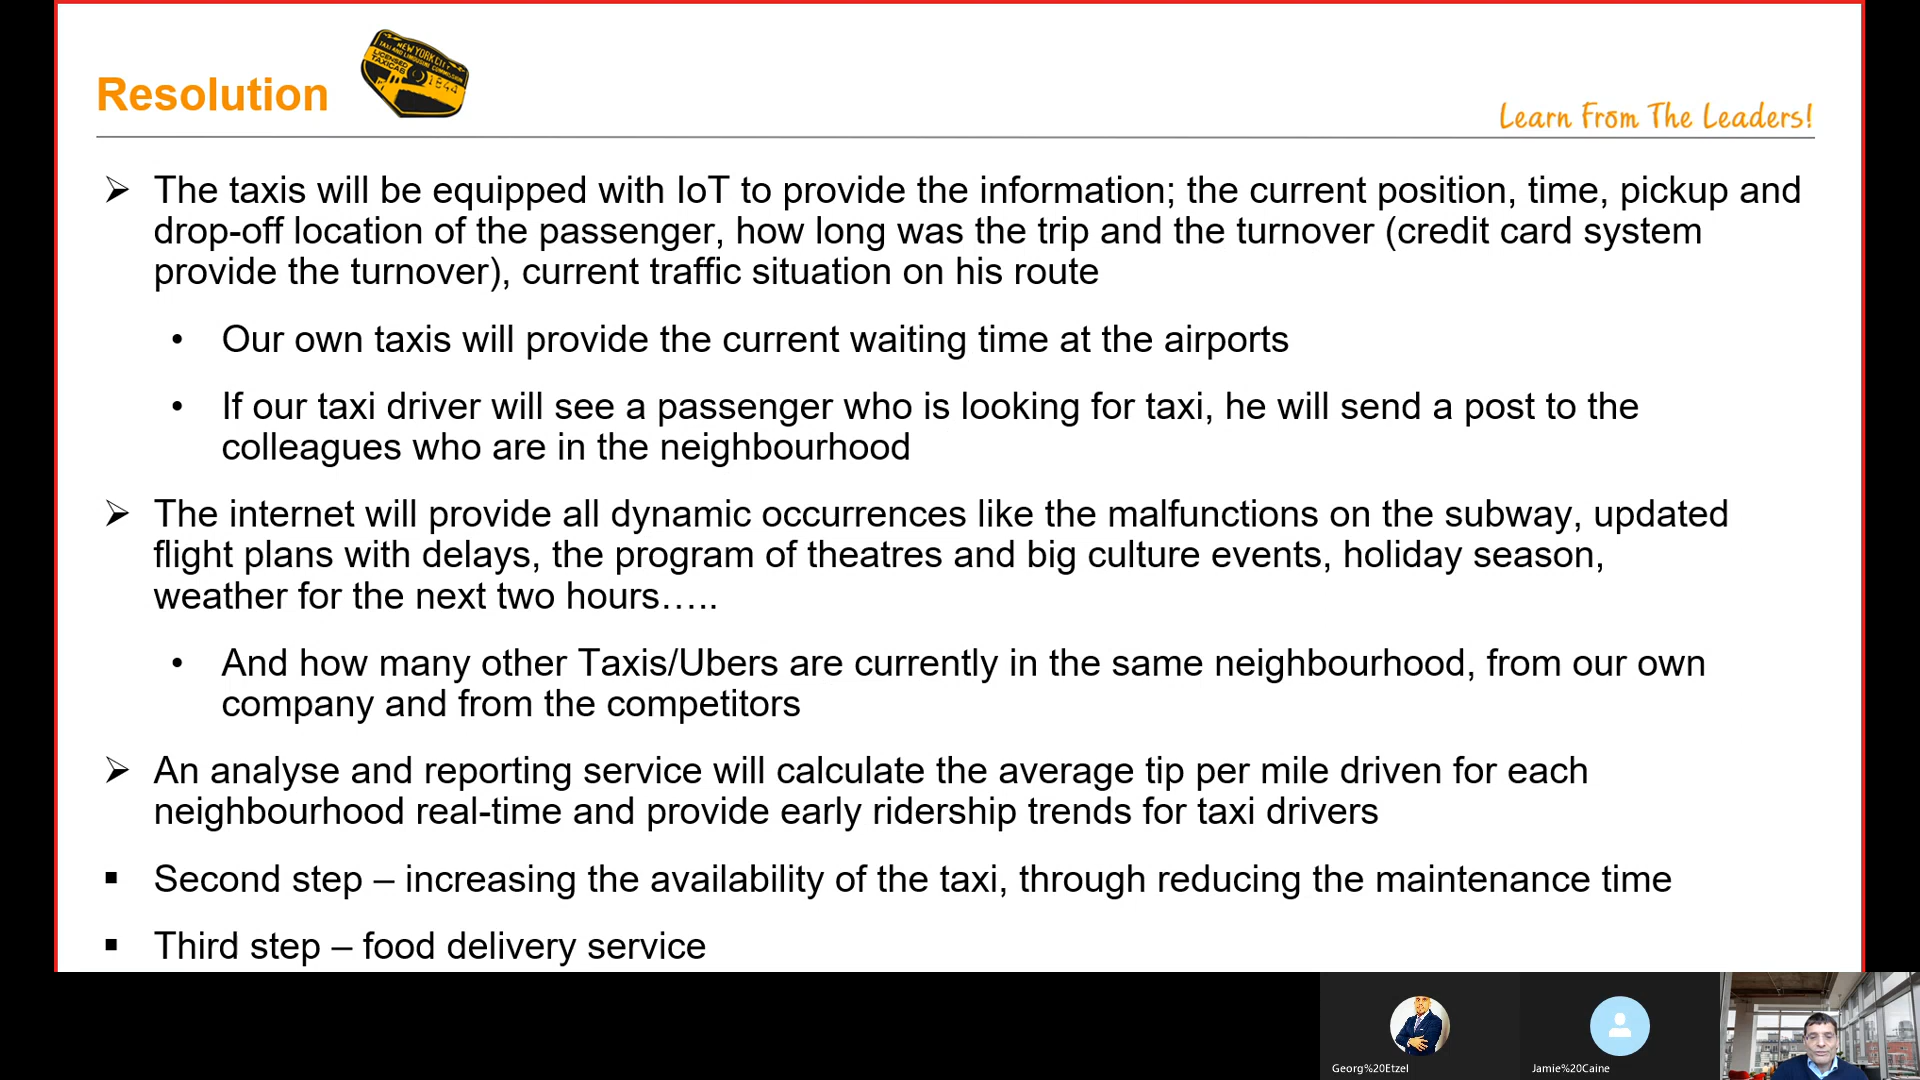 Resolution
NEW YORK CITY
TAXI AND LIMOUSINE COMMISSION
LICENSED
TAXICAB
Learn From The Leaders!
➢ The taxis will be equipped with IoT to provide the information; the current position, time, pickup and
drop-off location of the passenger, how long was the trip and the turnover (credit card system
provide the turnover), current traffic situation on his route
• Our own taxis will provide the current waiting time at the airports
• If our taxi driver will see a passenger who is looking for taxi, he will send a post to the
colleagues who are in the neighbourhood
➢ The internet will provide all dynamic occurrences like the malfunctions on the subway, updated
flight plans with delays, the program of theatres and big culture events, holiday season,
weather for the next two hours…..
• And how many other Taxis/Ubers are currently in the same neighbourhood, from our own
company and from the competitors
➢ An analyse and reporting service will calculate the average tip per mile driven for each
neighbourhood real-time and provide early ridership trends for taxi drivers
▪ Second step – increasing the availability of the taxi, through reducing the maintenance time
▪ Third step – food delivery service
Georg%20Etzel
Jamie%20Caine